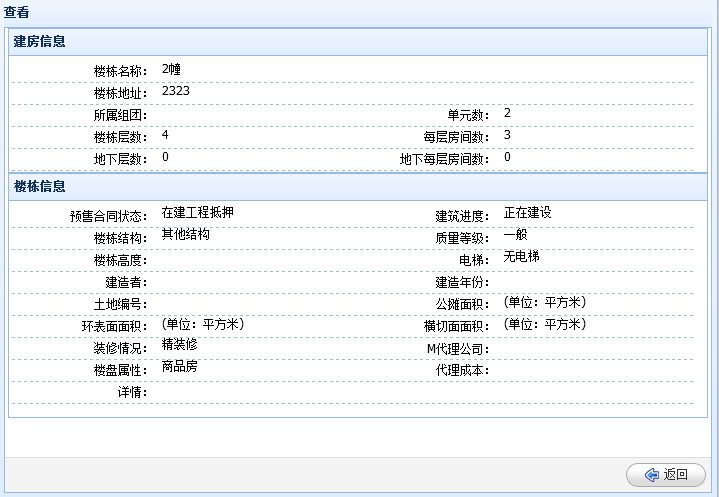 查看
建房信息
楼栋名称： 2幢
楼栋地址： 2323
所属组团： 单元数： 2
楼栋层数： 4 每层房间数： 3
地下层数： 0 地下每层房间数： 0
楼栋信息
预售合同状态： 在建工程抵押 建筑进度： 正在建设
楼栋结构： 其他结构 质量等级： 一般
楼栋高度： 电梯： 无电梯
建造者： 建造年份：
土地编号： 公摊面积： (单位：平方米)
环表面面积： (单位：平方米) 横切面面积： (单位：平方米)
装修情况： 精装修 M代理公司：
楼盘属性： 商品房 代理成本：
详情：
返回